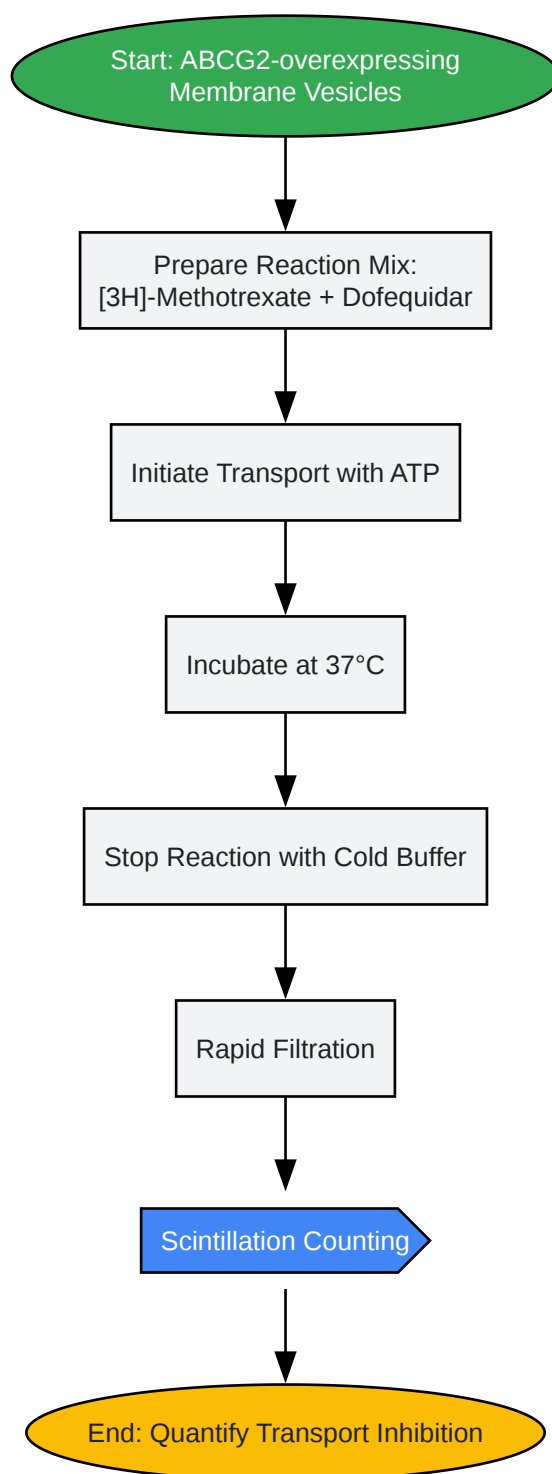 Start: ABCG2-overexpressing
Membrane Vesicles
Prepare Reaction Mix:
[3H]-Methotrexate + Dofequidar
Initiate Transport with ATP
Incubate at 37°C
Stop Reaction with Cold Buffer
Rapid Filtration
Scintillation Counting
End: Quantify Transport Inhibition